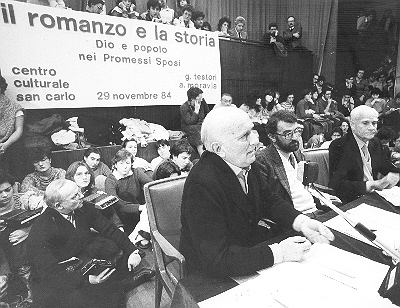 il romanzo e la storia
Dio e popolo
nei Promessi Sposi
centro
culturale
san carlo
29 novembre 84
g. testori
a. moravia